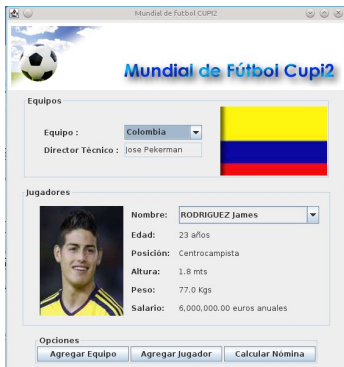 Mundial de Futbol CUPI2
Mundial de Fútbol Cupi2
Equipos
Equipo : Colombia
Director Técnico : Jose Pekerman
Jugadores
Nombre: RODRIGUEZ James
Edad: 23 años
Posición: Centrocampista
Altura: 1.8 mts
Peso: 77.0 Kgs
Salario: 6,000,000.00 euros anuales
Opciones
Agregar Equipo Agregar Jugador Calcular Nómina